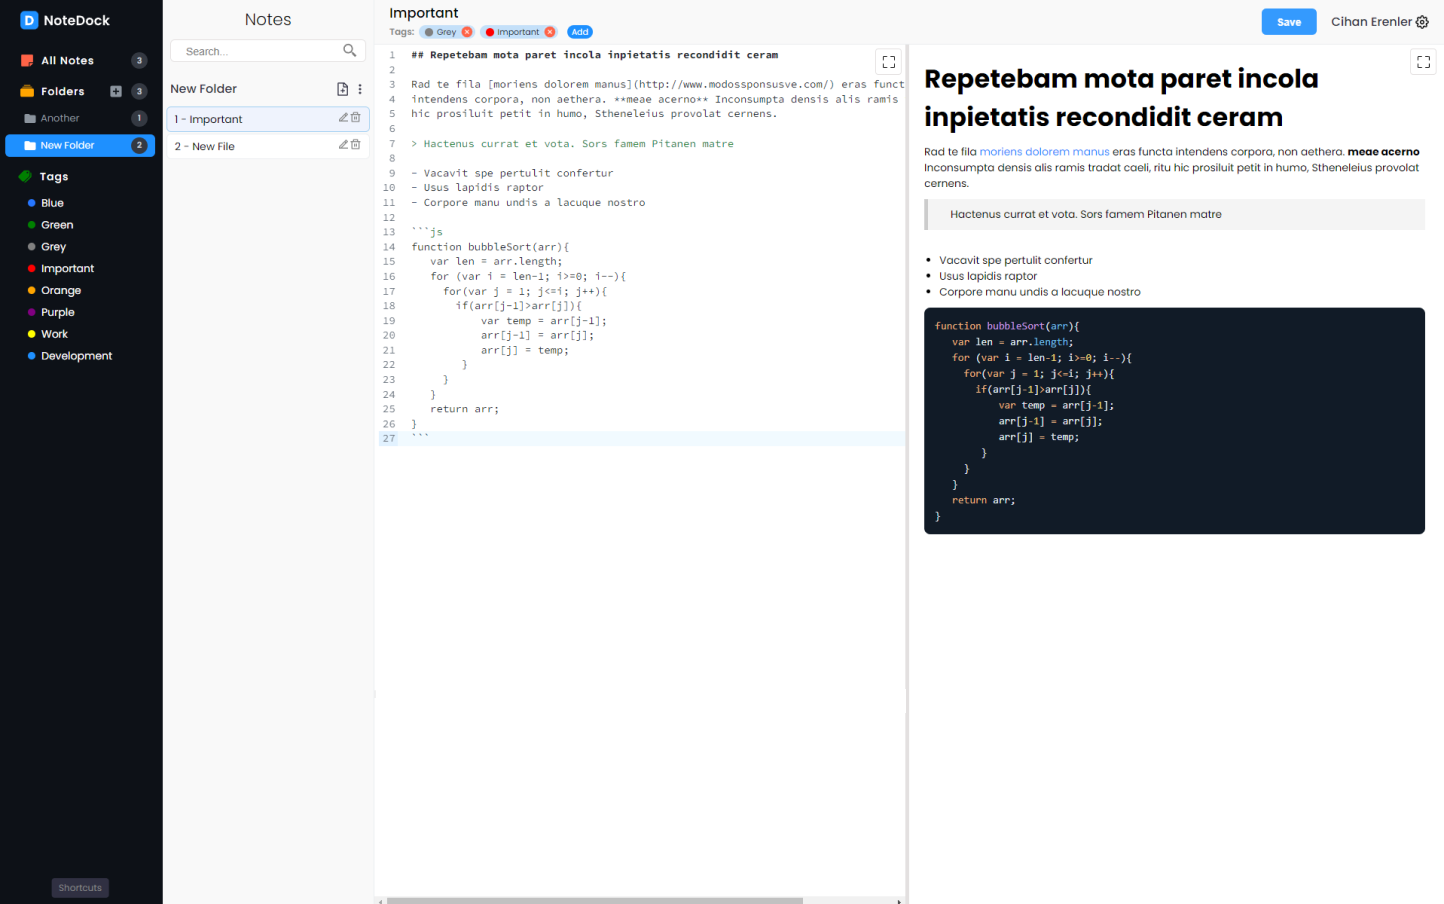 D NoteDock
All Notes 3
Folders 3
Another 1
New Folder 2
Tags
Blue
Green
Grey
Important
Orange
Purple
Work
Development
Shortcuts
Notes
Search...
New Folder
1 - Important
2 - New File
Important
Tags: Grey Important Add
Save Cihan Erenler
1 ## Repetebam mota paret incola inpietatis recondidit ceram
2
3 Rad te fila [moriens dolorem manus](http://www.modossponsusve.com/) eras funct
4 intendens corpora, non aethera. **meae acerno** Inconsumpta densis alis ramis
5 hic prosiluit petit in humo, Stheneleius provolat cernens.
6
7 > Hactenus currat et vota. Sors famem Pitanen matre
8
9 - Vacavit spe pertulit confertur
10 - Usus lapidis raptor
11 - Corpore manu undis a lacuque nostro
12
13 ```js
14 function bubbleSort(arr){
15 var len = arr.length;
16 for (var i = len-1; i>=0; i--){
17 for(var j = 1; j<=i; j++){
18 if(arr[j-1]>arr[j]){
19 var temp = arr[j-1];
20 arr[j-1] = arr[j];
21 arr[j] = temp;
22 }
23 }
24 }
25 return arr;
26 }
27 ```
Repetebam mota paret incola
inpietatis recondidit ceram
Rad te fila moriens dolorem manus eras functa intendens corpora, non aethera. meae acerno
Inconsumpta densis alis ramis tradat caeli, ritu hic prosiluit petit in humo, Stheneleius provolat
cernens.
Hactenus currat et vota. Sors famem Pitanen matre
• Vacavit spe pertulit confertur
• Usus lapidis raptor
• Corpore manu undis a lacuque nostro
function bubbleSort(arr){
var len = arr.length;
for (var i = len-1; i>=0; i--){
for(var j = 1; j<=i; j++){
if(arr[j-1]>arr[j]){
var temp = arr[j-1];
arr[j-1] = arr[j];
arr[j] = temp;
}
}
}
return arr;
}